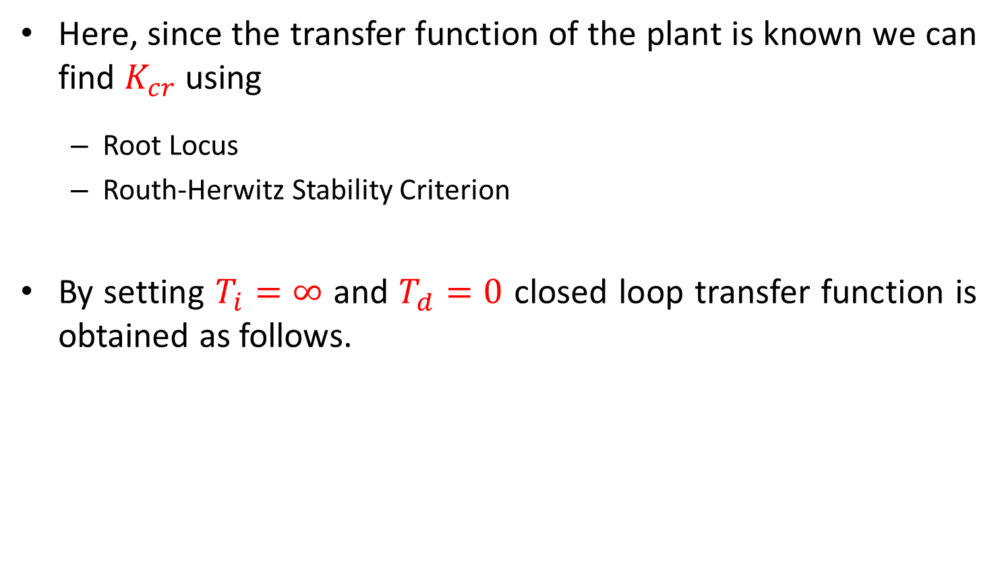 • Here, since the transfer function of the plant is known we can
find K_{cr} using
– Root Locus
– Routh-Herwitz Stability Criterion
• By setting T_i = ∞ and T_d = 0 closed loop transfer function is
obtained as follows.